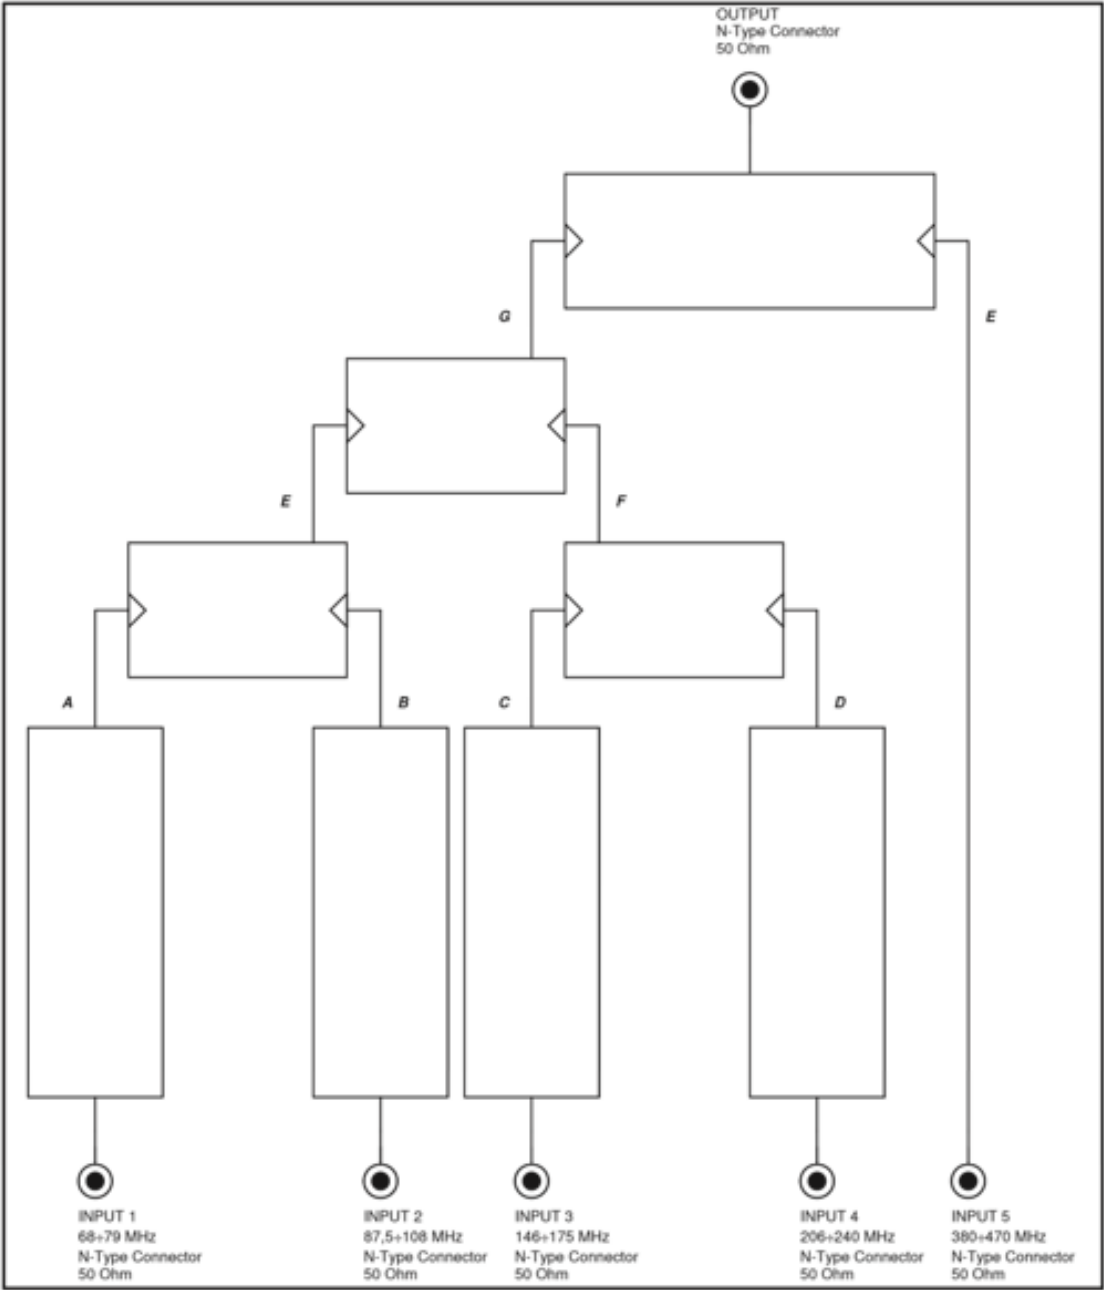 OUTPUT
N-Type Connector
50 Ohm
G
E
E
F
A
B
C
D
INPUT 1
68÷79 MHz
N-Type Connector
50 Ohm
INPUT 2
87,5÷108 MHz
N-Type Connector
50 Ohm
INPUT 3
146÷175 MHz
N-Type Connector
50 Ohm
INPUT 4
206÷240 MHz
N-Type Connector
50 Ohm
INPUT 5
380÷470 MHz
N-Type Connector
50 Ohm